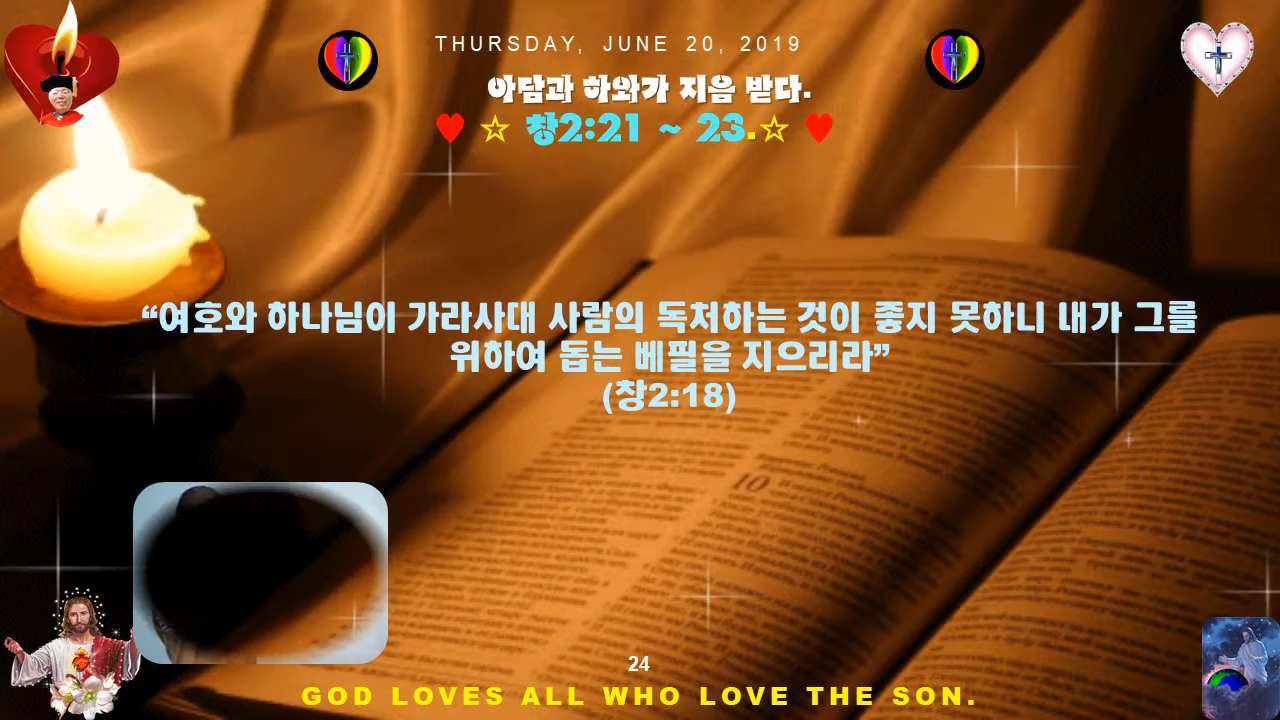 THURSDAY, JUNE 20, 2019
아담과 하와가 지음 받다.
♥ ☆ 창2:21 ~ 23.☆ ♥
“여호와 하나님이 가라사대 사람의 독처하는 것이 좋지 못하니 내가 그를
위하여 돕는 베필을 지으리라”
(창2:18)
10
24
GOD LOVES ALL WHO LOVE THE SON.